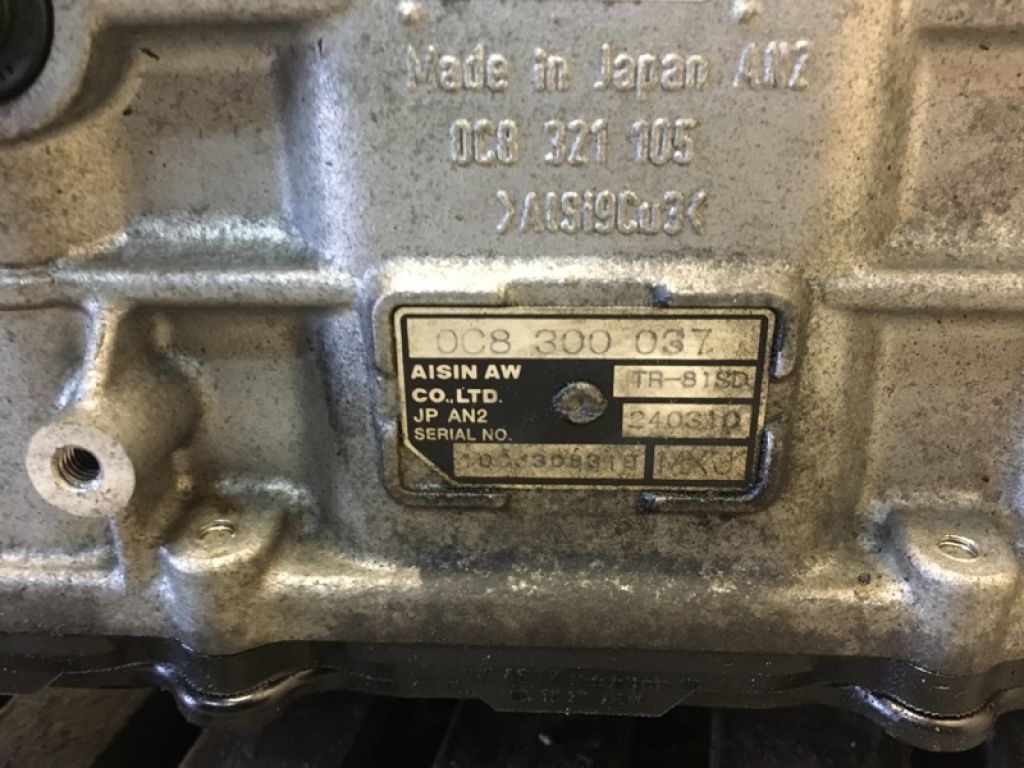 Made in Japan AN2
0C8 321 105
>AlSi9Cu3<
0C8 300 037
AISIN AW
CO.,LTD.
JP AN2
SERIAL NO.
TR-81SD
240310
MXJ